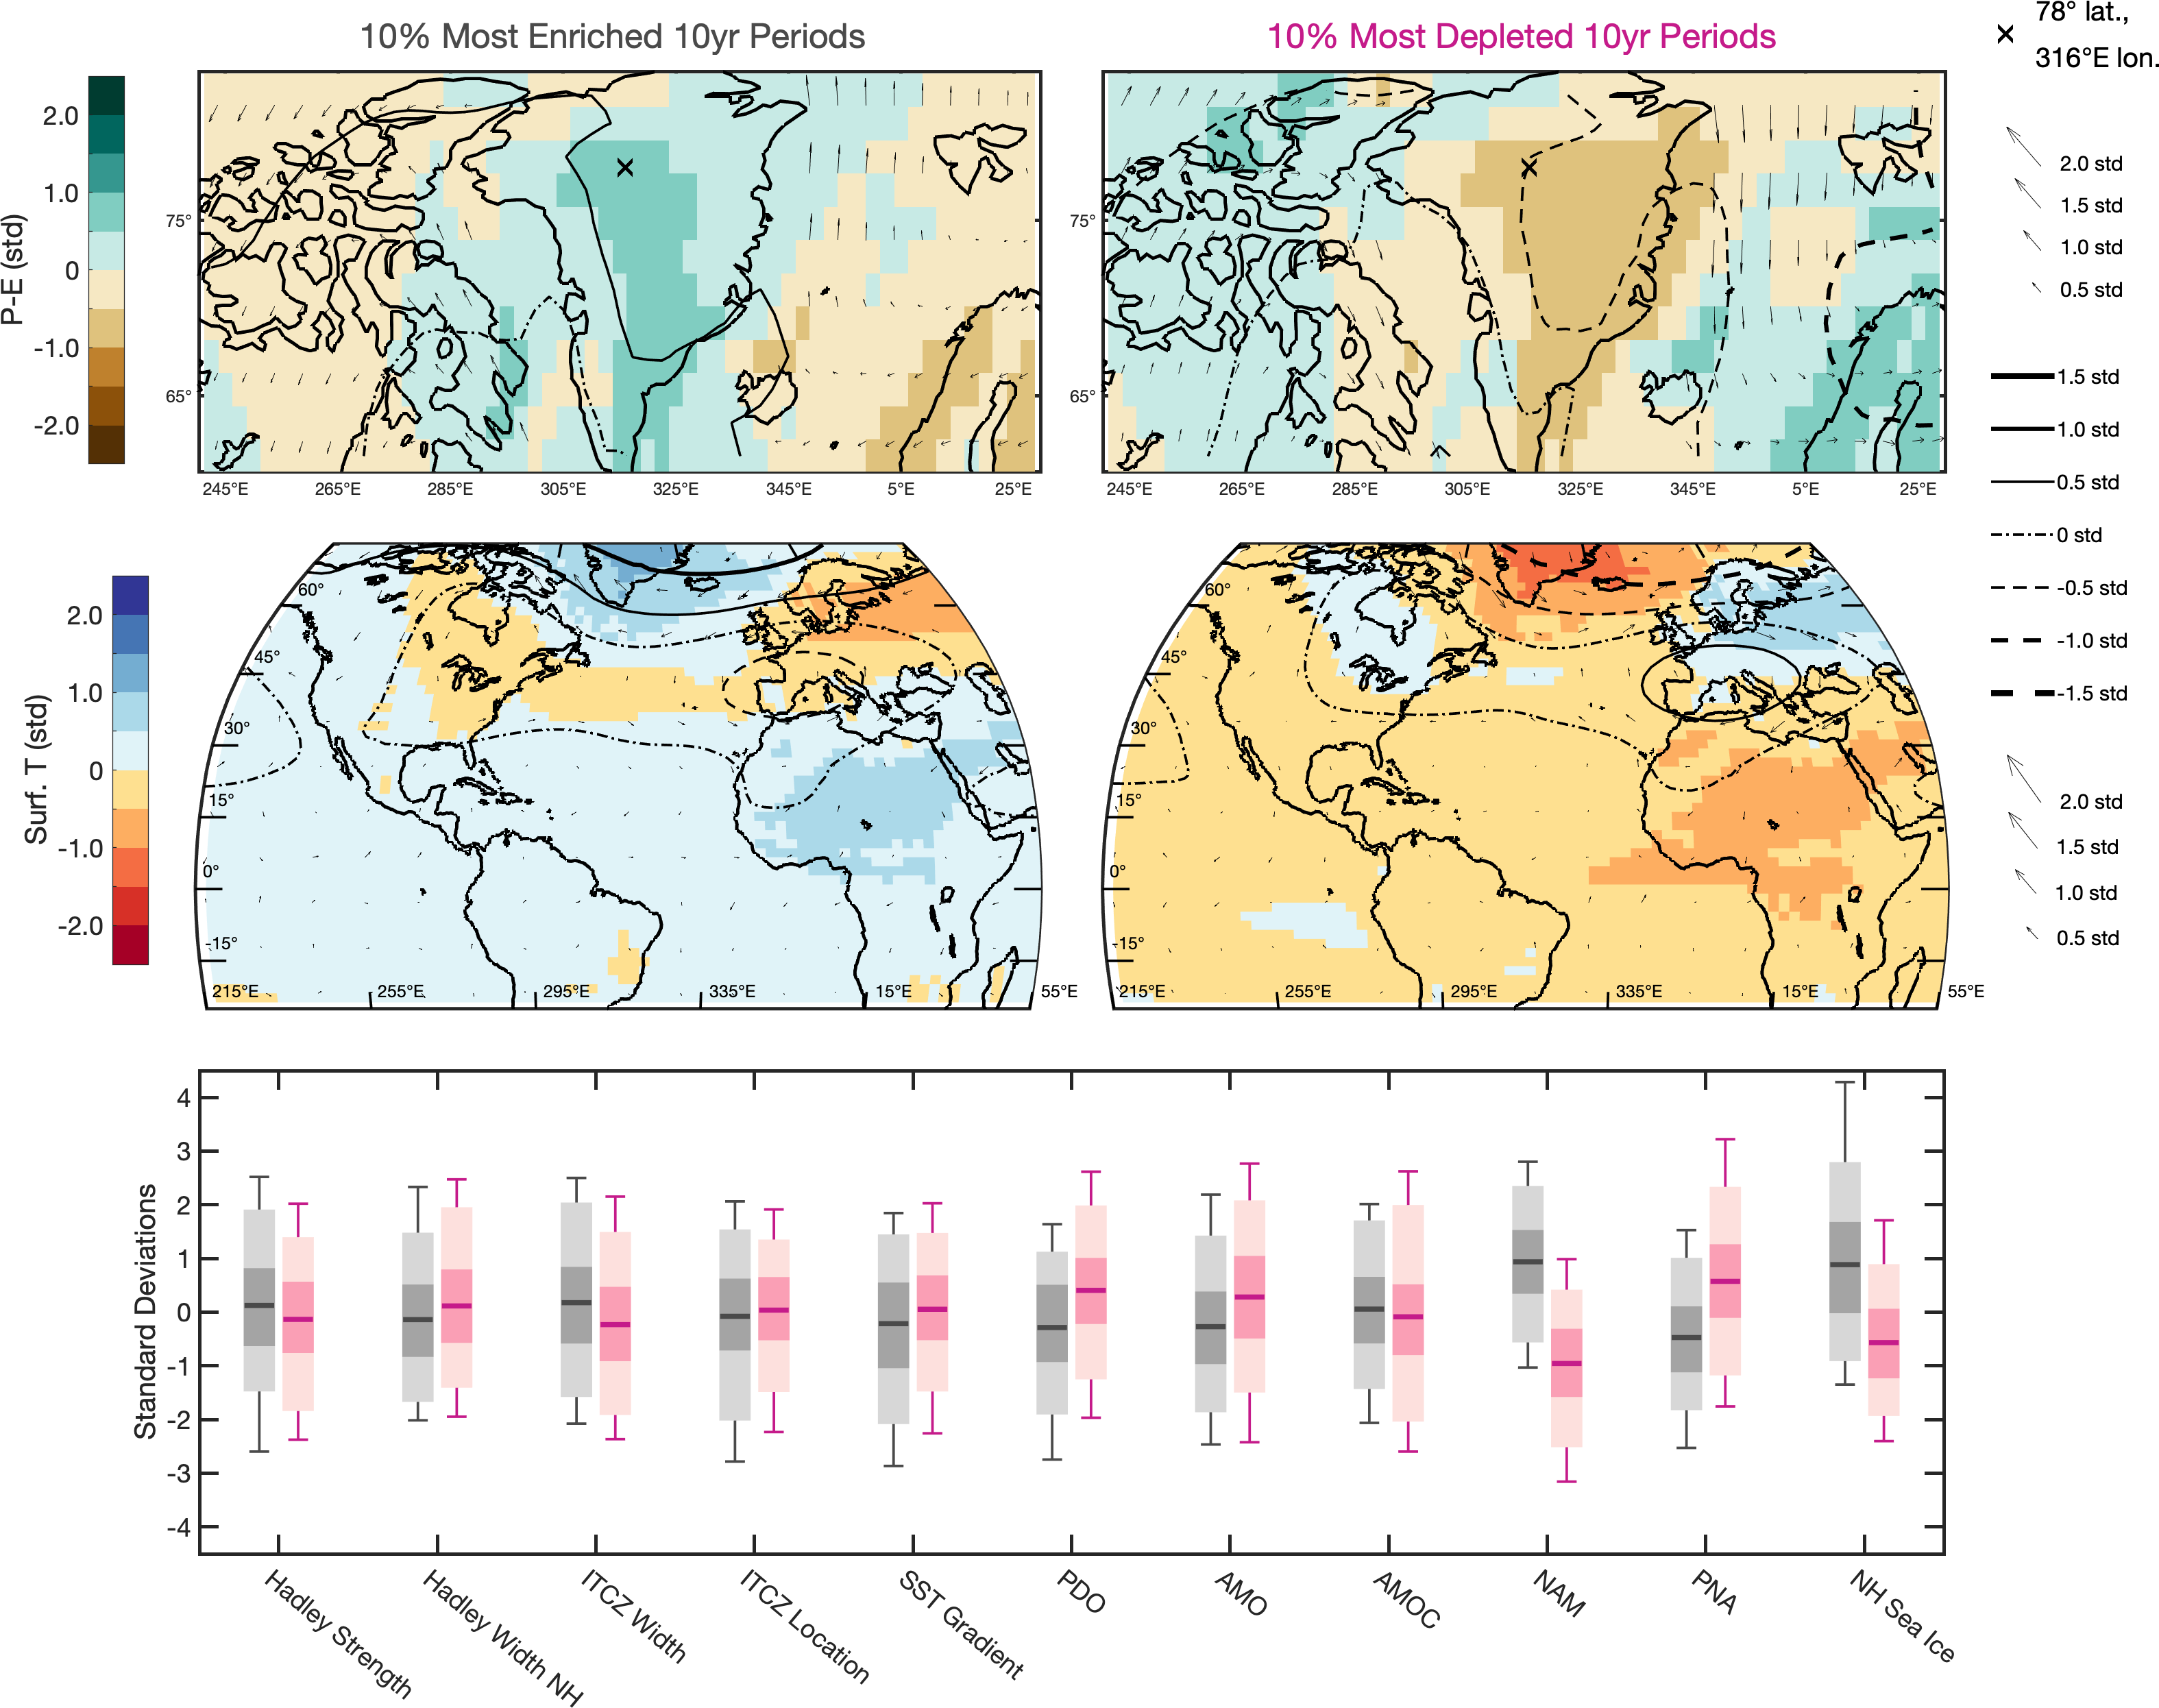 10% Most Enriched 10yr Periods
10% Most Depleted 10yr Periods
78° lat.,
316°E lon.
P-E (std)
2.0
1.0
0
-1.0
-2.0
75°
65°
245°E 265°E 285°E 305°E 325°E 345°E 5°E 25°E
75°
65°
245°E 265°E 285°E 305°E 325°E 345°E 5°E 25°E
2.0 std
1.5 std
1.0 std
0.5 std
1.5 std
1.0 std
0.5 std
0 std
-0.5 std
-1.0 std
-1.5 std
2.0 std
1.5 std
1.0 std
0.5 std
Surf. T (std)
2.0
1.0
0
-1.0
-2.0
60°
45°
30°
15°
0°
-15°
215°E 255°E 295°E 335°E 15°E 55°E
60°
45°
30°
15°
0°
-15°
215°E 255°E 295°E 335°E 15°E 55°E
Standard Deviations
4
3
2
1
0
-1
-2
-3
-4
Hadley Strength
Hadley Width NH
ITCZ Width
ITCZ Location
SST Gradient
PDO
AMO
AMOC
NAM
PNA
NH Sea Ice